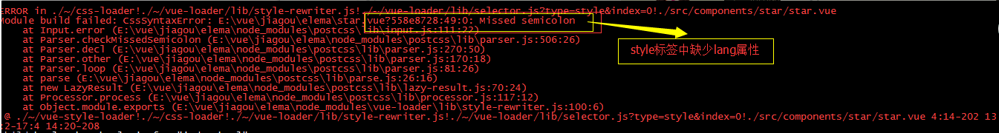 ERROR in ./~/css-loader!./~/vue-loader/lib/style-rewriter.js!./~/vue-loader/lib/selector.js?type=style&index=0!./src/components/star/star.vue
Module build failed: CssSyntaxError: E:\vue\jiagou\elema\star.vue?558e8728:49:0: Missed semicolon
at Input.error (E:\vue\jiagou\elema\node_modules\postcss\lib\input.js:111:22)
at Parser.checkMissedSemicolon (E:\vue\jiagou\elema\node_modules\postcss\lib\parser.js:506:26)
at Parser.decl (E:\vue\jiagou\elema\node_modules\postcss\lib\parser.js:270:50)
style标签中缺少lang属性
at Parser.other (E:\vue\jiagou\elema\node_modules\postcss\lib\parser.js:170:18)
at Parser.loop (E:\vue\jiagou\elema\node_modules\postcss\lib\parser.js:81:26)
at parse (E:\vue\jiagou\elema\node_modules\postcss\lib\parse.js:26:16)
at new LazyResult (E:\vue\jiagou\elema\node_modules\postcss\lib\lazy-result.js:70:24)
at Processor.process (E:\vue\jiagou\elema\node_modules\postcss\lib\processor.js:117:12)
at Object.module.exports (E:\vue\jiagou\elema\node_modules\vue-loader\lib\style-rewriter.js:100:6)
@ ./~/vue-style-loader!./~/css-loader!./~/vue-loader/lib/style-rewriter.js!./~/vue-loader/lib/selector.js?type=style&index=0!./src/components/star/star.vue 4:14-202 13
:2-17:4 14:20-208